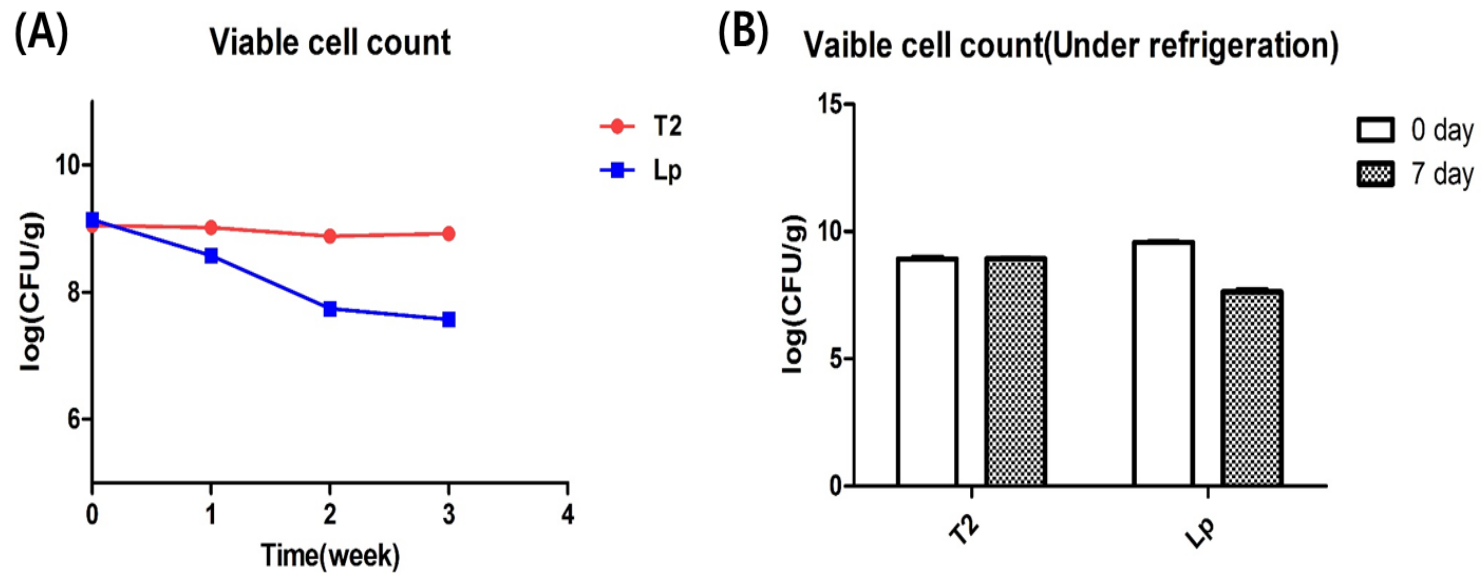 (A)
Viable cell count
10
8
6
0 1 2 3 4
log(CFU/g)
Time(week)
T2
Lp
(B)
Vaible cell count(Under refrigeration)
15
10
5
0
log(CFU/g)
T2 Lp
0 day
7 day